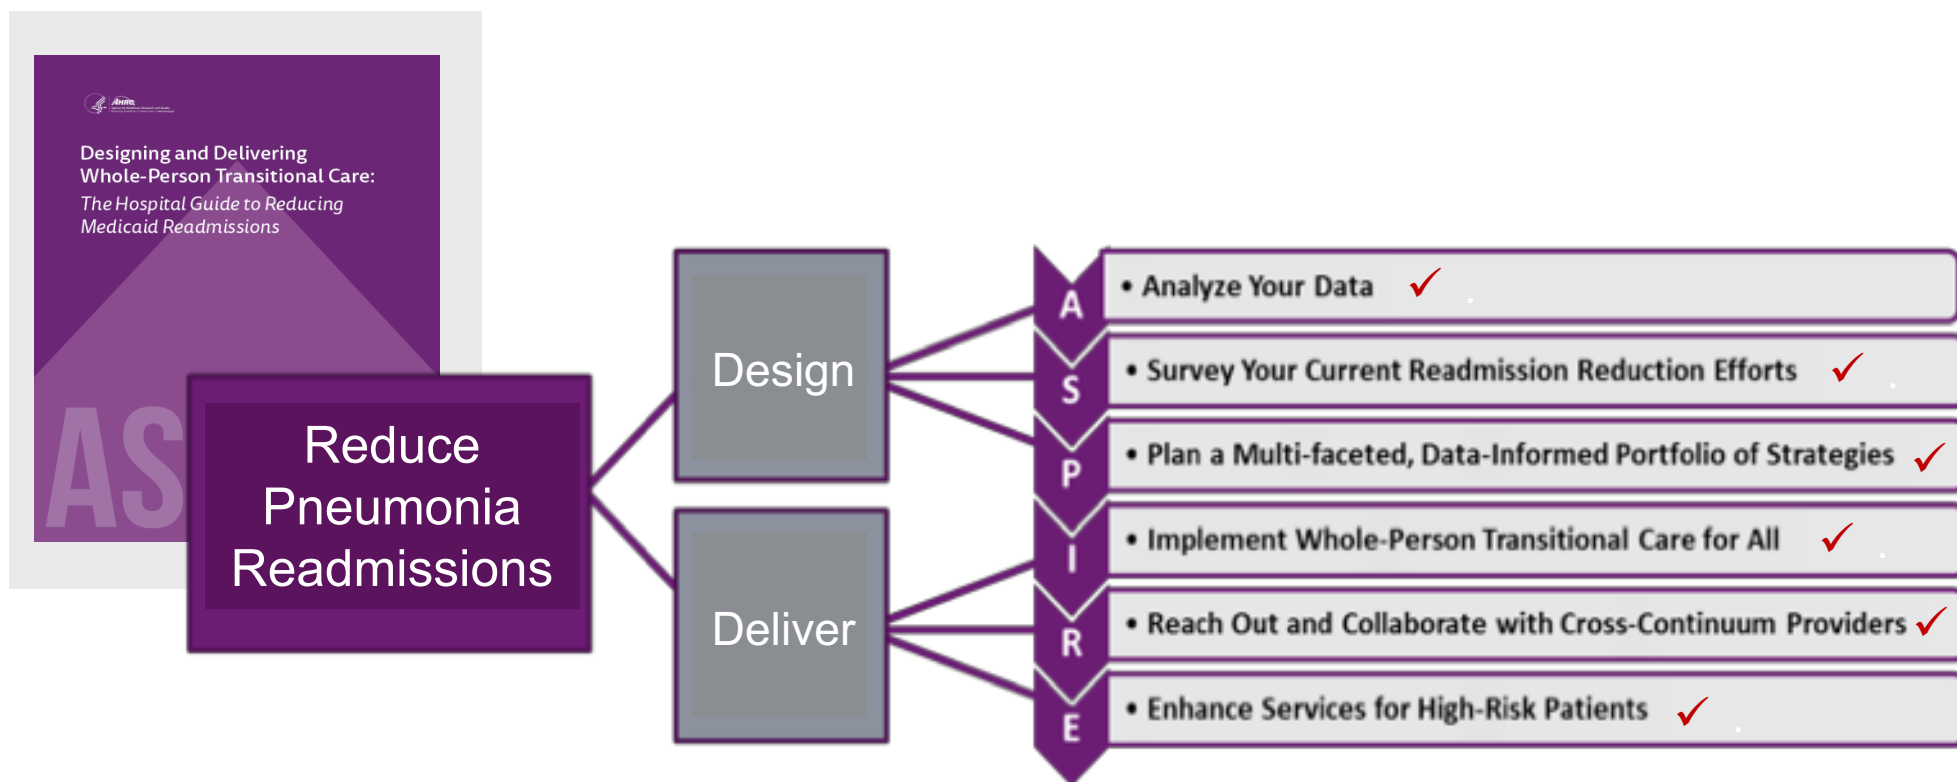 AHRQ
Designing and Delivering
Whole-Person Transitional Care:
The Hospital Guide to Reducing
Medicaid Readmissions
AS
Reduce
Pneumonia
Readmissions
Design
Deliver
A
• Analyze Your Data
S
• Survey Your Current Readmission Reduction Efforts
P
• Plan a Multi-faceted, Data-Informed Portfolio of Strategies
I
• Implement Whole-Person Transitional Care for All
R
• Reach Out and Collaborate with Cross-Continuum Providers
E
• Enhance Services for High-Risk Patients